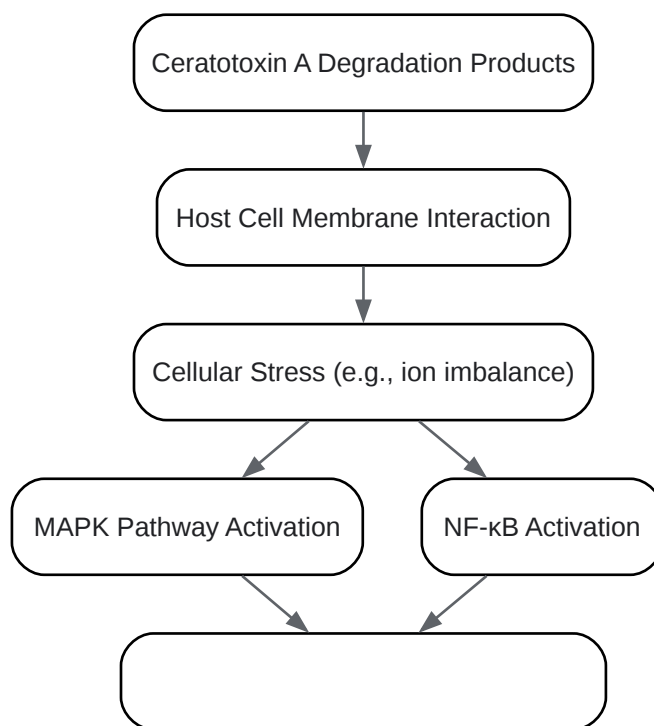 Ceratotoxin A Degradation Products
Host Cell Membrane Interaction
Cellular Stress (e.g., ion imbalance)
MAPK Pathway Activation
NF-κB Activation